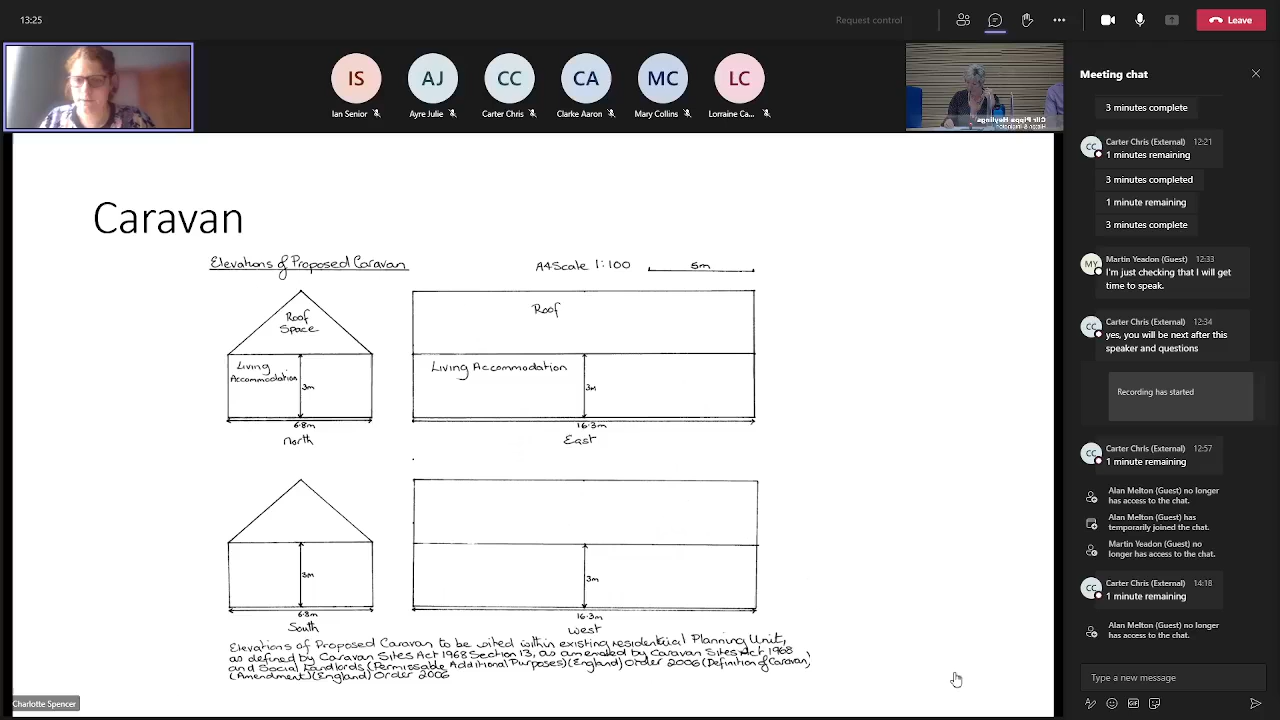 13:25
Request control
Leave
IS
AJ
CC
CA
MC
LC
Ian Senior
Ayre Julie
Carter Chris
Clarke Aaron
Mary Collins
Lorraine Ca...
Cllr Pippa Heylings
Caravan
Elevations of Proposed Caravan
A4 Scale 1:100
5m
Roof
Space
Living
Accommodation
3m
6.8m
North
Roof
Living Accommodation
3m
16.3m
East
3m
6.8m
South
3m
16.3m
West
Elevations of Proposed Caravan to be sited within existing residential Planning Unit,
as defined by Caravan Sites Act 1968 Section 13, as amended by Caravan Sites Act 1968
and Social Landlords (Permissable Additional Purposes) (England) Order 2006 (Definition of Caravan)
(Amendment) (England) Order 2006
Charlotte Spencer
Meeting chat
3 minutes complete
CC
Carter Chris (External) 12:21
1 minute remaining
3 minutes completed
1 minute remaining
3 minutes complete
MY
Martin Yeadon (Guest) 12:33
I'm just checking that I will get
time to speak.
CC
Carter Chris (External) 12:34
yes, you will be next after this
speaker and questions
Recording has started
CC
Carter Chris (External) 12:57
1 minute remaining
Alan Melton (Guest) no longer
has access to the chat.
Alan Melton (Guest) has
temporarily joined the chat.
Martin Yeadon (Guest) no
longer has access to the chat.
CC
Carter Chris (External) 14:18
1 minute remaining
Alan Melton (Guest) no longer
has access to the chat.
Type a new message